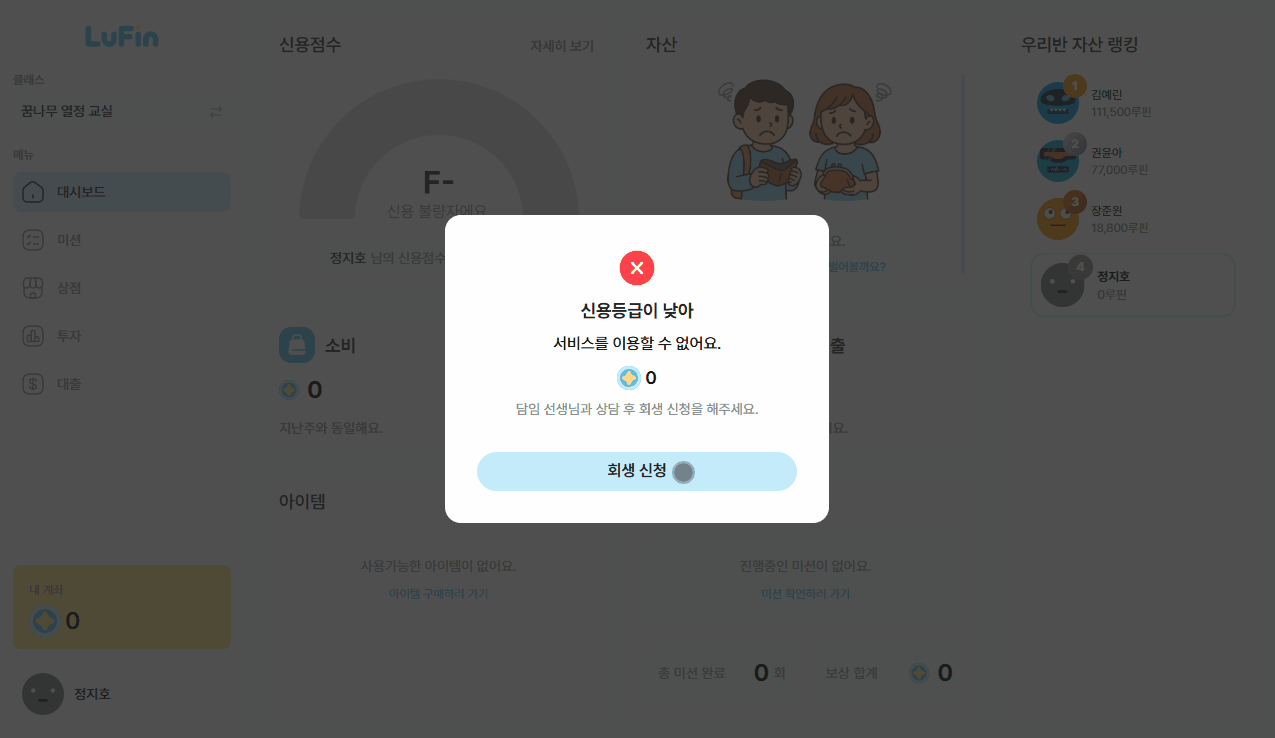 LuFin
클래스
꿈나무 열정 교실
메뉴
대시보드
미션
상점
투자
대출
내 계좌
0
정지호
신용점수
자세히 보기
F-
신용 불량자예요
정지호 님의 신용점수
소비
0
지난주와 동일해요.
아이템
사용가능한 아이템이 없어요.
아이템 구매하러 가기
자산
요.
벌어볼까요?
출
요.
진행중인 미션이 없어요.
미션 확인하러 가기
총 미션 완료 0 회 보상 합계 0
우리반 자산 랭킹
1
김예린
111,500루핀
2
권윤아
77,000루핀
3
장준원
18,800루핀
4
정지호
0루핀
신용등급이 낮아
서비스를 이용할 수 없어요.
0
담임 선생님과 상담 후 회생 신청을 해주세요.
회생 신청